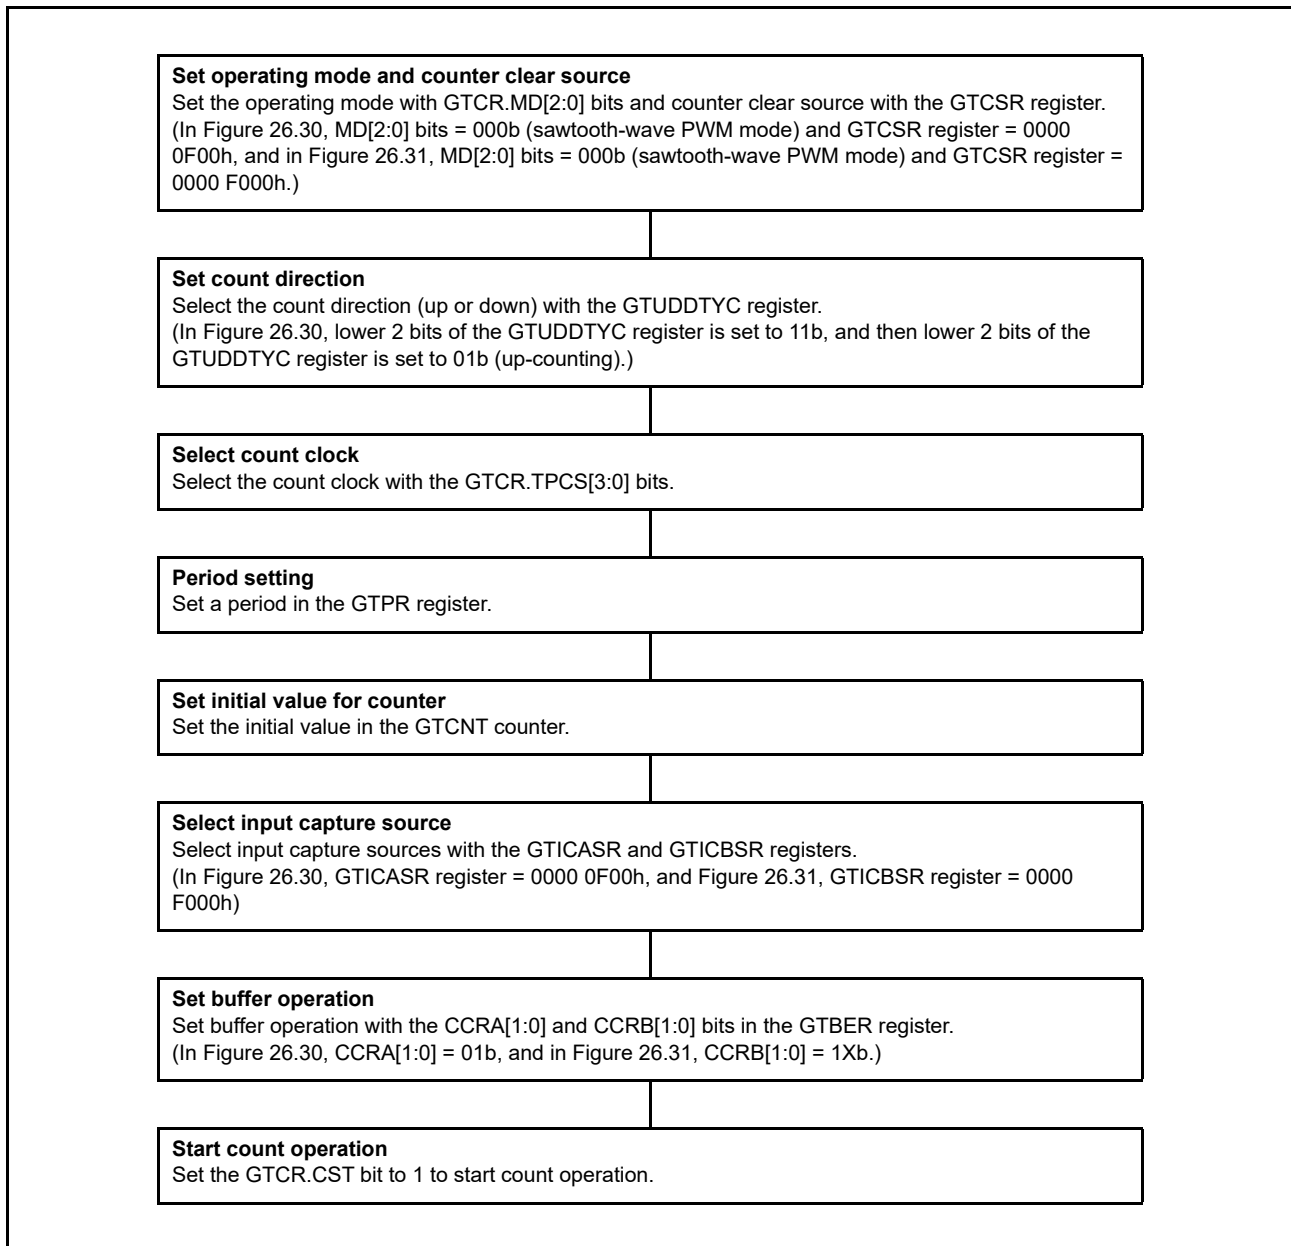 Set operating mode and counter clear source
Set the operating mode with GTCR.MD[2:0] bits and counter clear source with the GTCSR register.
(In Figure 26.30, MD[2:0] bits = 000b (sawtooth-wave PWM mode) and GTCSR register = 0000
0F00h, and in Figure 26.31, MD[2:0] bits = 000b (sawtooth-wave PWM mode) and GTCSR register =
0000 F000h.)
Set count direction
Select the count direction (up or down) with the GTUDDTYC register.
(In Figure 26.30, lower 2 bits of the GTUDDTYC register is set to 11b, and then lower 2 bits of the
GTUDDTYC register is set to 01b (up-counting).)
Select count clock
Select the count clock with the GTCR.TPCS[3:0] bits.
Period setting
Set a period in the GTPR register.
Set initial value for counter
Set the initial value in the GTCNT counter.
Select input capture source
Select input capture sources with the GTICASR and GTICBSR registers.
(In Figure 26.30, GTICASR register = 0000 0F00h, and Figure 26.31, GTICBSR register = 0000
F000h)
Set buffer operation
Set buffer operation with the CCRA[1:0] and CCRB[1:0] bits in the GTBER register.
(In Figure 26.30, CCRA[1:0] = 01b, and in Figure 26.31, CCRB[1:0] = 1Xb.)
Start count operation
Set the GTCR.CST bit to 1 to start count operation.